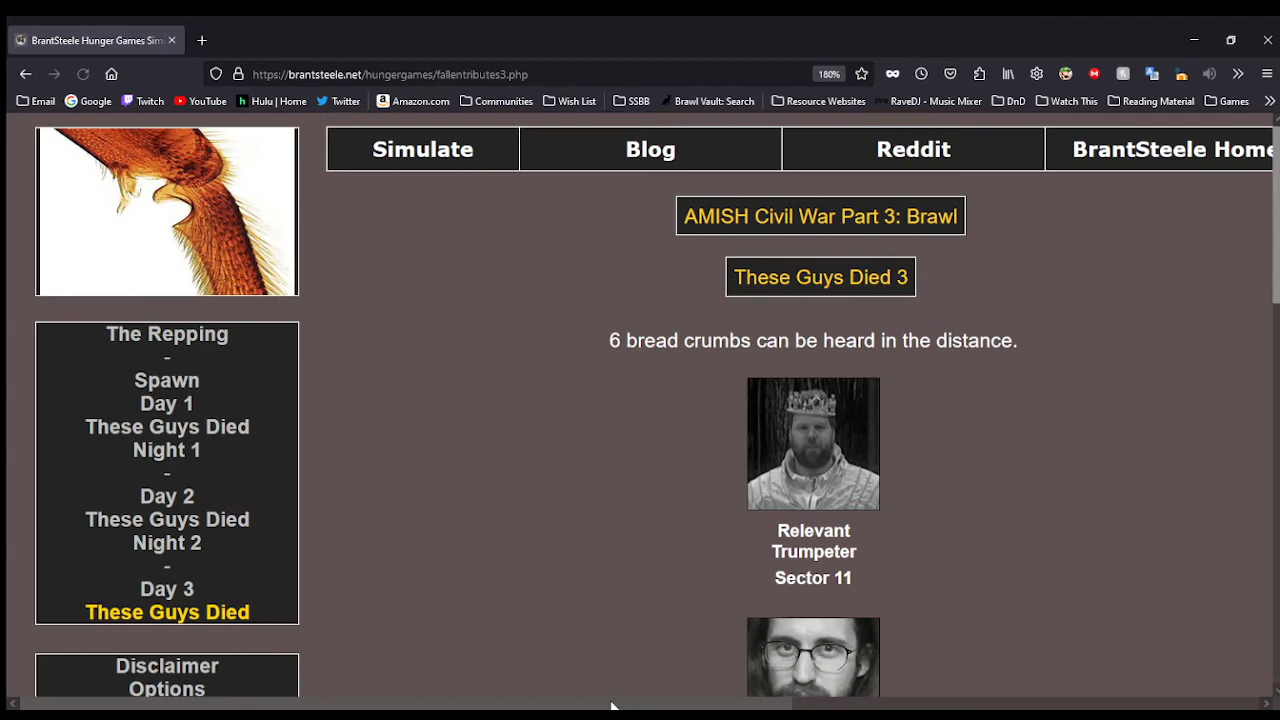 BrantSteele Hunger Games Sim
https://brantsteele.net/hungergames/fallentributes3.php
180%
Email
Google
Twitch
YouTube
Hulu | Home
Twitter
Amazon.com
Communities
Wish List
SSBB
Brawl Vault: Search
Resource Websites
RaveDJ - Music Mixer
DnD
Watch This
Reading Material
Games
Simulate
Blog
Reddit
BrantSteele Home
AMISH Civil War Part 3: Brawl
These Guys Died 3
6 bread crumbs can be heard in the distance.
Relevant
Trumpeter
Sector 11
The Repping
-
Spawn
Day 1
These Guys Died
Night 1
-
Day 2
These Guys Died
Night 2
-
Day 3
These Guys Died
Disclaimer
Options